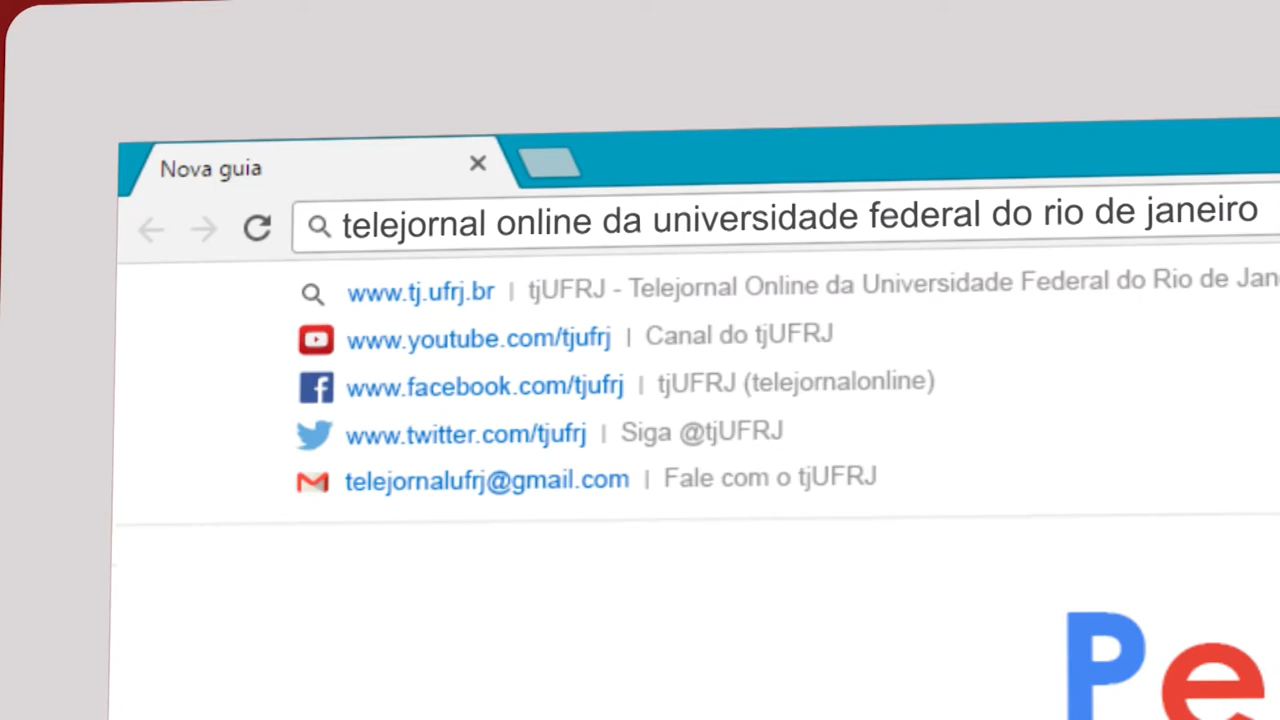 Nova guia
telejornal online da universidade federal do rio de janeiro
www.tj.ufrj.br | tjUFRJ - Telejornal Online da Universidade Federal do Rio de Jan
www.youtube.com/tjufrj | Canal do tjUFRJ
www.facebook.com/tjufrj | tjUFRJ (telejornalonline)
www.twitter.com/tjufrj | Siga @tjUFRJ
telejornalufrj@gmail.com | Fale com o tjUFRJ
Pe